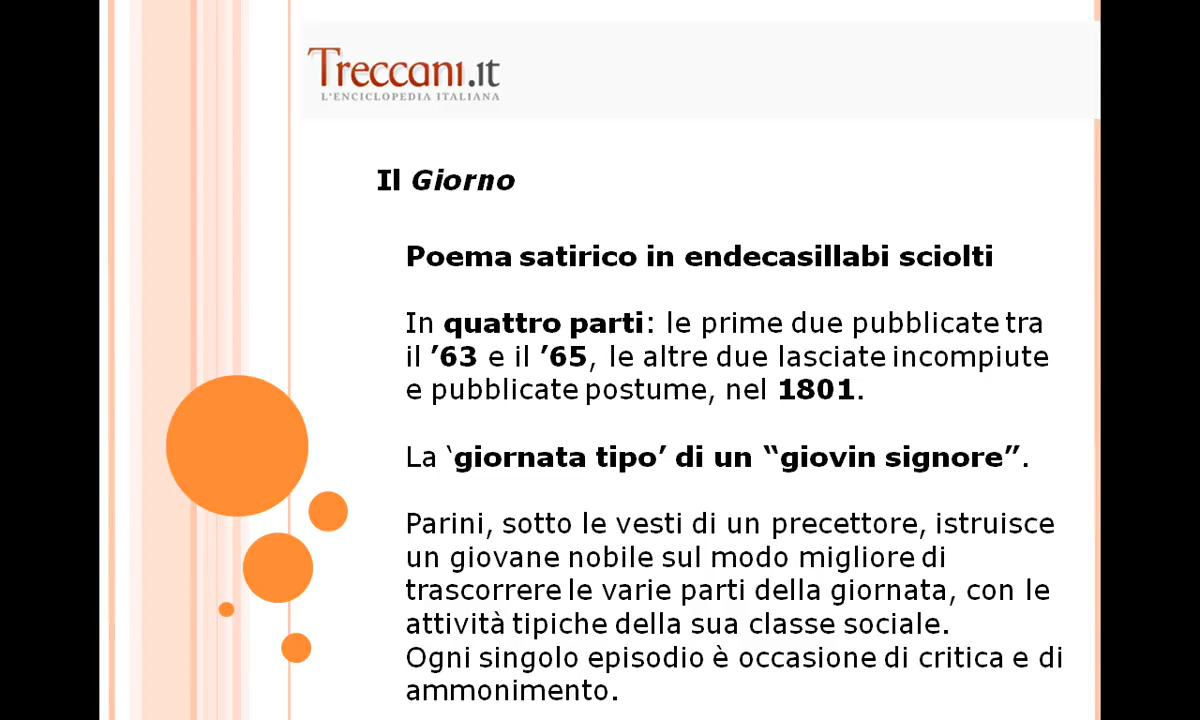 Treccani.it
L'ENCICLOPEDIA ITALIANA
Il Giorno
Poema satirico in endecasillabi sciolti
In quattro parti: le prime due pubblicate tra
il ’63 e il ’65, le altre due lasciate incompiute
e pubblicate postume, nel 1801.
La ‘giornata tipo’ di un “giovin signore”.
Parini, sotto le vesti di un precettore, istruisce
un giovane nobile sul modo migliore di
trascorrere le varie parti della giornata, con le
attività tipiche della sua classe sociale.
Ogni singolo episodio è occasione di critica e di
ammonimento.